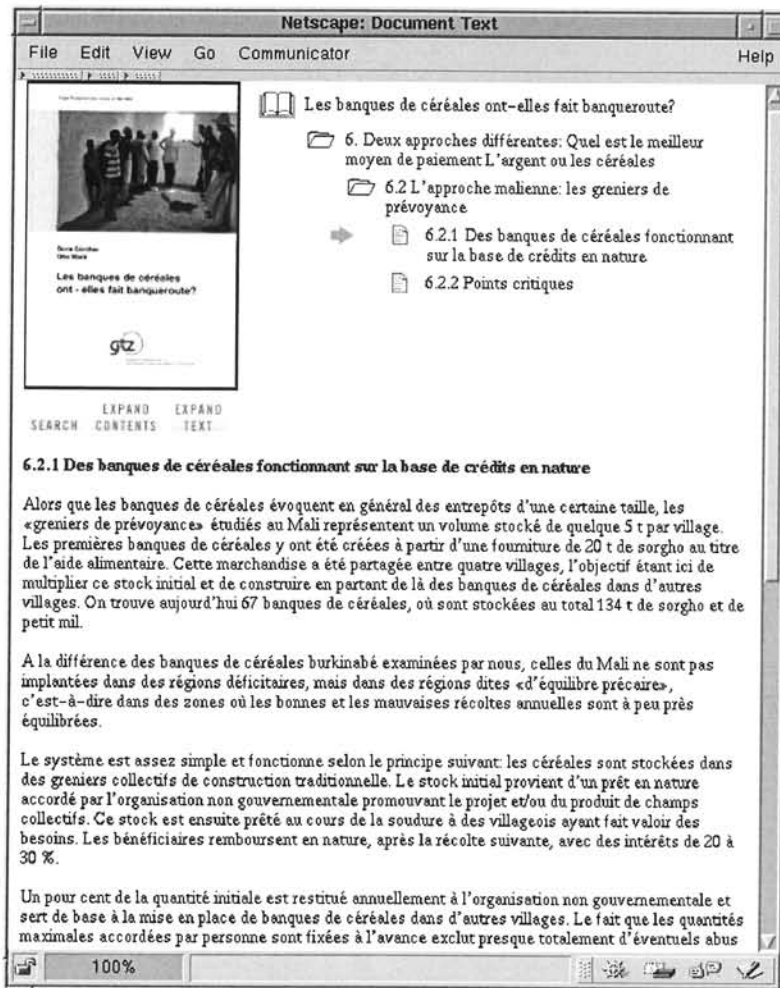 Netscape: Document Text
File Edit View Go Communicator Help
Les banques de céréales ont-elles fait banqueroute?
6. Deux approches différentes: Quel est le meilleur
moyen de paiement L'argent ou les céréales
6.2 L'approche malienne: les greniers de
prévoyance
6.2.1 Des banques de céréales fonctionnant
sur la base de crédits en nature
6.2.2 Points critiques
Les banques de céréales
ont - elles fait banqueroute?
gtz
SEARCH EXPAND CONTENTS EXPAND TEXT
6.2.1 Des banques de céréales fonctionnant sur la base de crédits en nature
Alors que les banques de céréales évoquent en général des entrepôts d'une certaine taille, les
«greniers de prévoyance» étudiés au Mali représentent un volume stocké de quelque 5 t par village.
Les premières banques de céréales y ont été créées à partir d'une fourniture de 20 t de sorgho au titre
de l'aide alimentaire. Cette marchandise a été partagée entre quatre villages, l'objectif étant ici de
multiplier ce stock initial et de construire en partant de là des banques de céréales dans d'autres
villages. On trouve aujourd'hui 67 banques de céréales, où sont stockées au total 134 t de sorgho et de
petit mil.
A la différence des banques de céréales burkinabé examinées par nous, celles du Mali ne sont pas
implantées dans des régions déficitaires, mais dans des régions dites «d'équilibre précaire»,
c'est-à-dire dans des zones où les bonnes et les mauvaises récoltes annuelles sont à peu près
équilibrées.
Le système est assez simple et fonctionne selon le principe suivant: les céréales sont stockées dans
des greniers collectifs de construction traditionnelle. Le stock initial provient d'un prêt en nature
accordé par l'organisation non gouvernementale promouvant le projet et/ou du produit de champs
collectifs. Ce stock est ensuite prêté au cours de la soudure à des villageois ayant fait valoir des
besoins. Les bénéficiaires remboursent en nature, après la récolte suivante, avec des intérêts de 20 à
30 %.
Un pour cent de la quantité initiale est restitué annuellement à l'organisation non gouvernementale et
sert de base à la mise en place de banques de céréales dans d'autres villages. Le fait que les quantités
maximales accordées par personne sont fixées à l'avance exclut presque totalement d'éventuels abus
100%